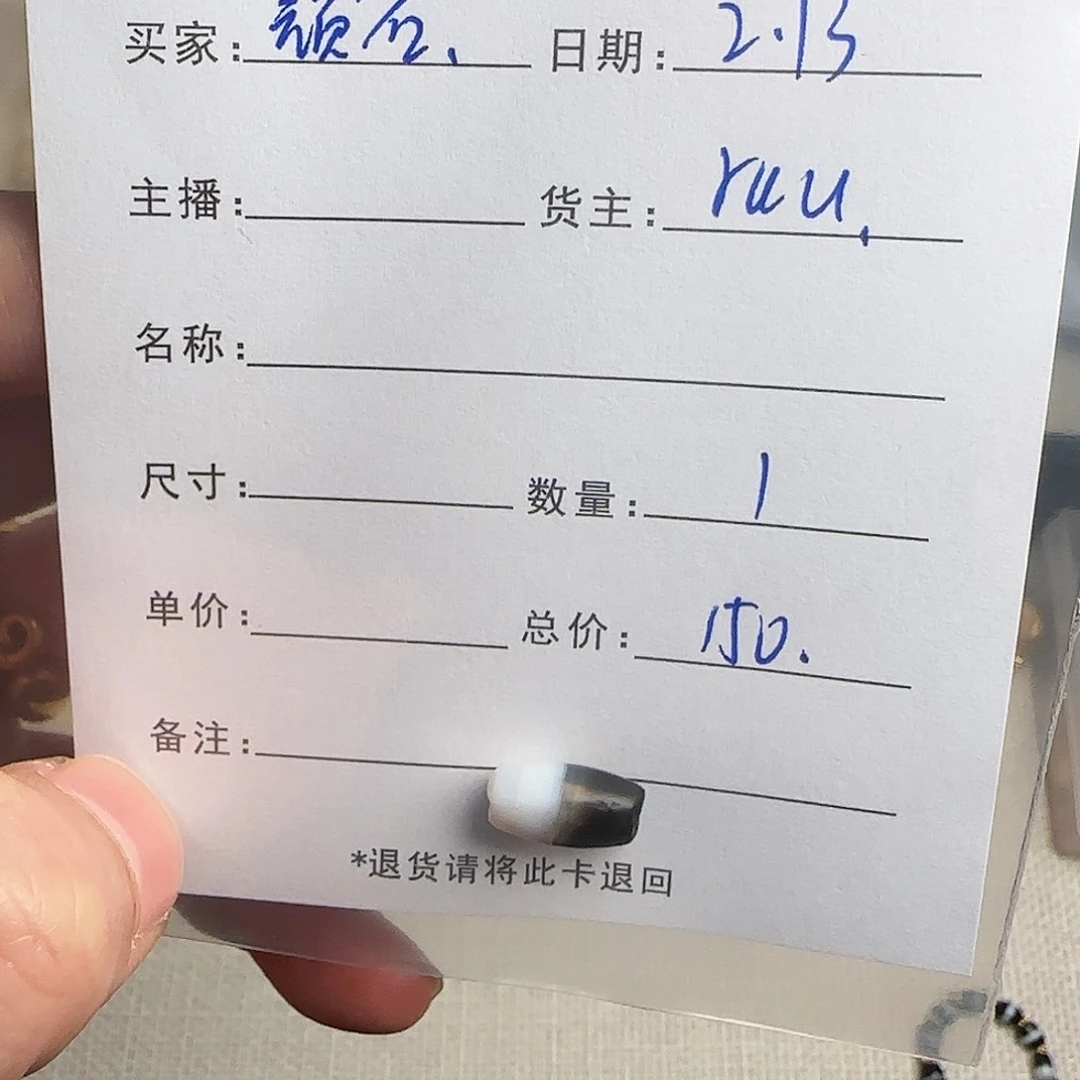 买家: 日期: 2.13
主播: 货主: rau.
名称:
尺寸: 数量: 1
单价: 总价: 150.
备注:
*退货请将此卡退回